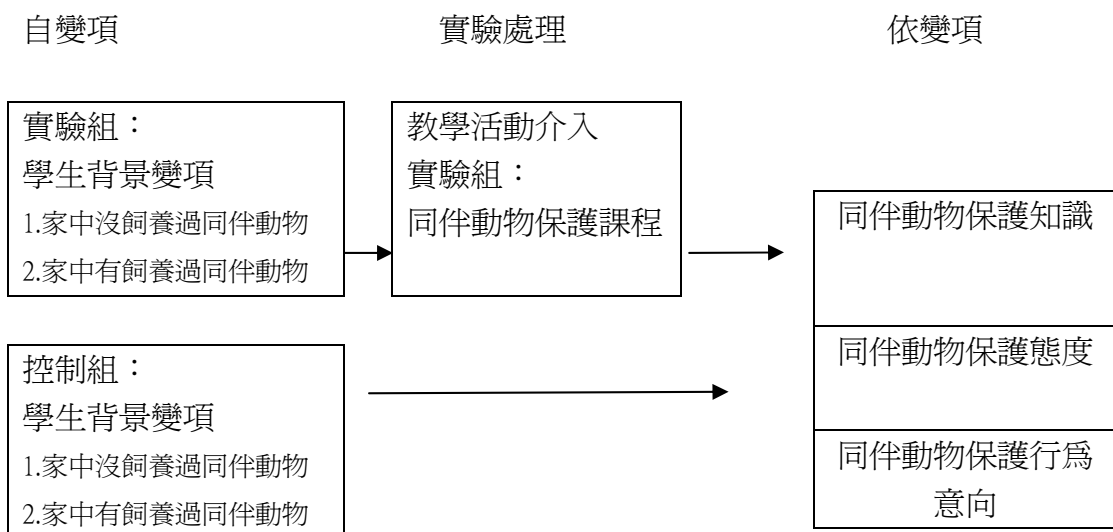 自變項
實驗處理
依變項
實驗組：
學生背景變項
1.家中沒飼養過同伴動物
2.家中有飼養過同伴動物
教學活動介入
實驗組：
同伴動物保護課程
控制組：
學生背景變項
1.家中沒飼養過同伴動物
2.家中有飼養過同伴動物
同伴動物保護知識
同伴動物保護態度
同伴動物保護行為
意向